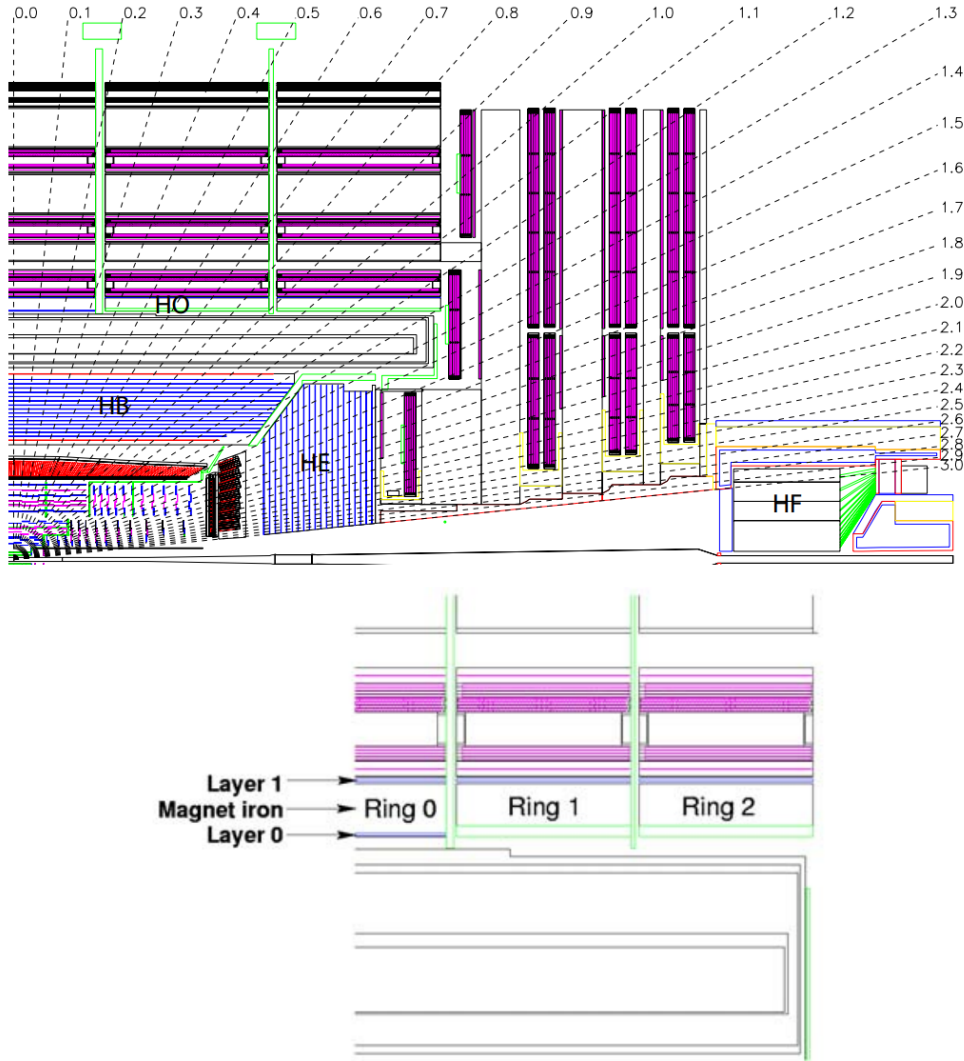 0.0 0.1 0.2 0.3 0.4 0.5 0.6 0.7 0.8 0.9 1.0 1.1 1.2 1.3
1.4
1.5
1.6
1.7
1.8
1.9
2.0
2.1
2.2
2.3
2.4
2.5
2.6
2.7
2.8
2.9
3.0
HO
HB
HE
HF
Layer 1
Magnet iron
Layer 0
Ring 0 Ring 1 Ring 2